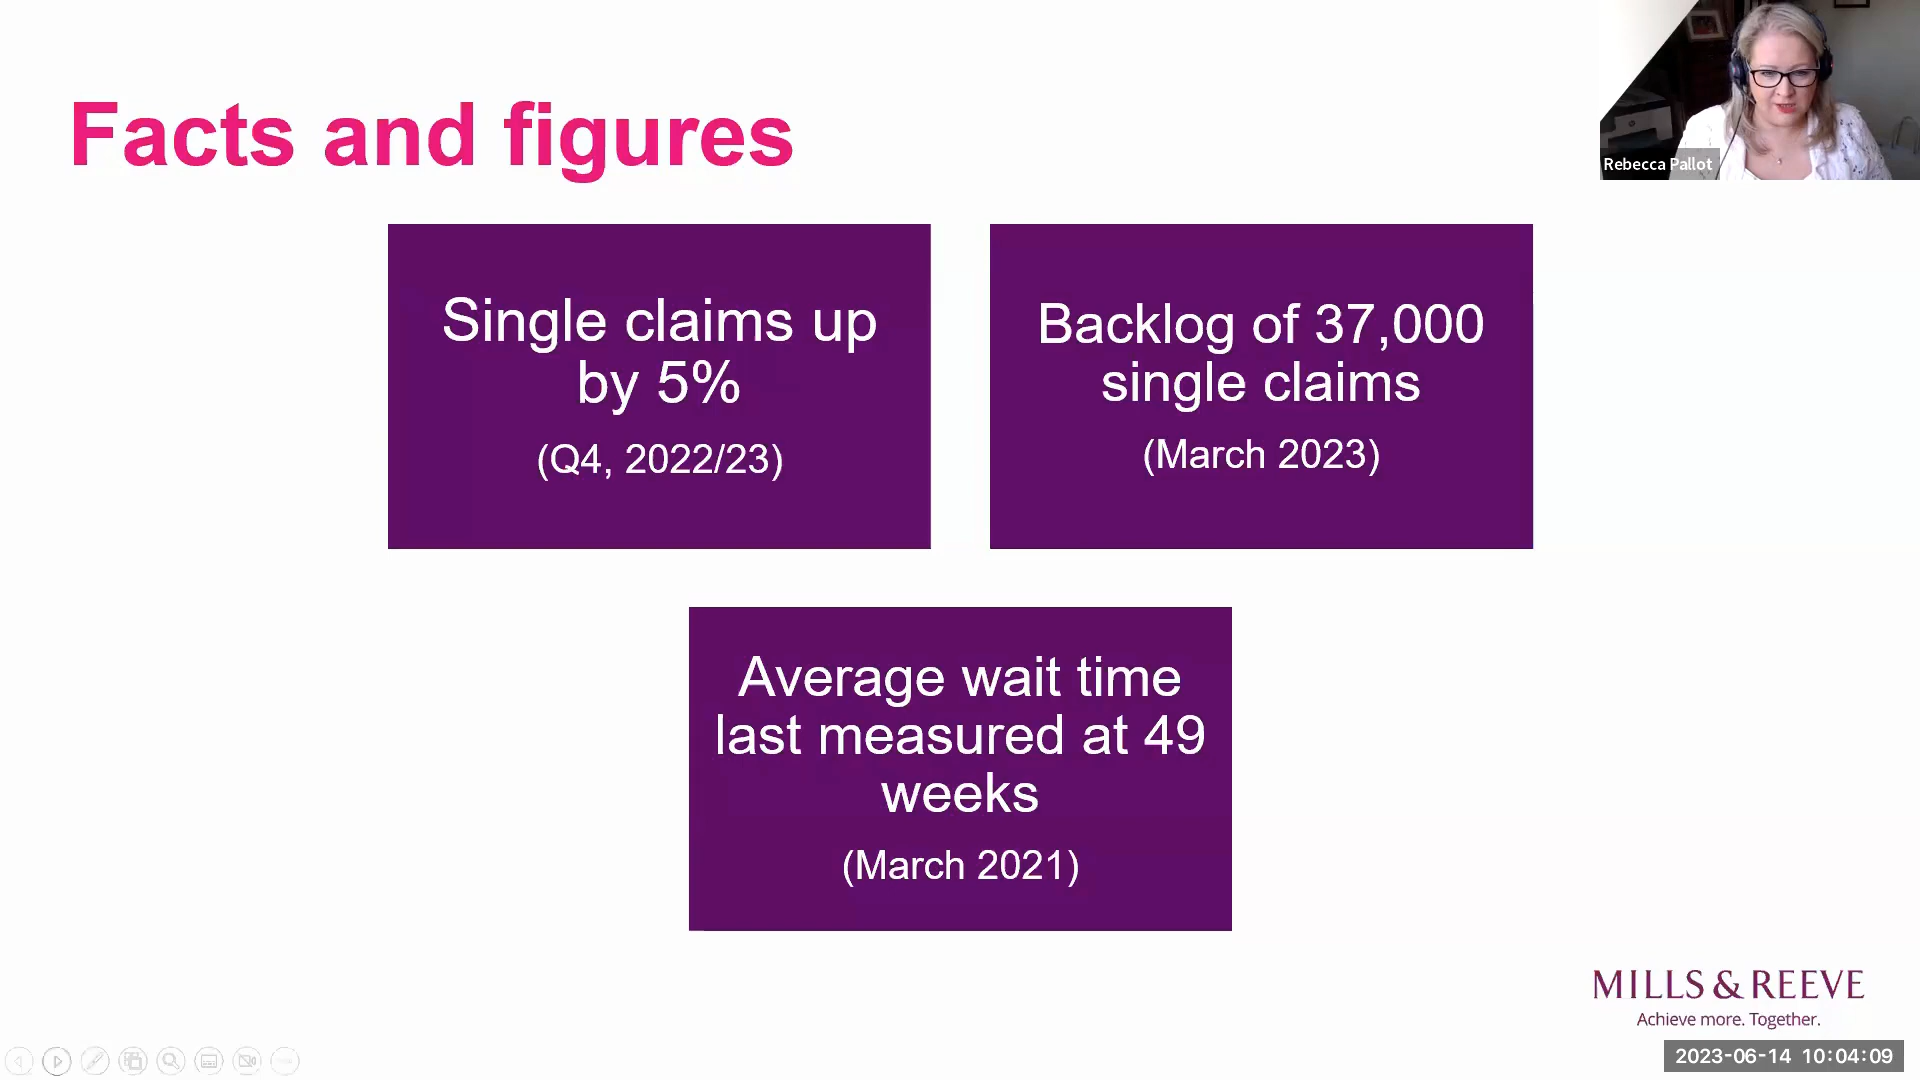 Facts and figures
Rebecca Pallot
Single claims up
by 5%
(Q4, 2022/23)
Backlog of 37,000
single claims
(March 2023)
Average wait time
last measured at 49
weeks
(March 2021)
MILLS & REEVE
Achieve more. Together.
2023-06-14 10:04:09